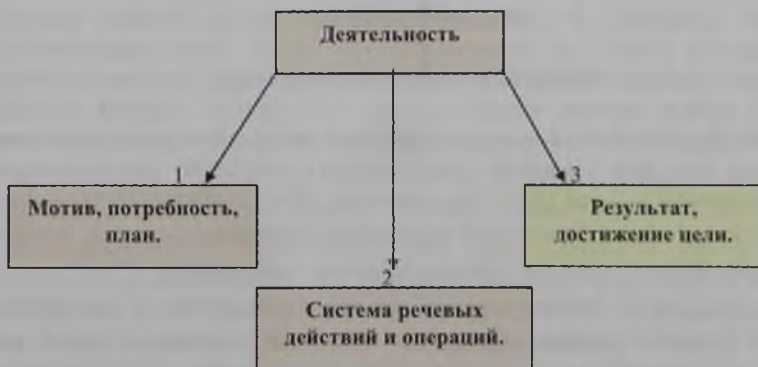 Деятельность
1
Мотив, потребность,
план.
2
Система речевых
действий и операций.
3
Результат,
достижение цели.